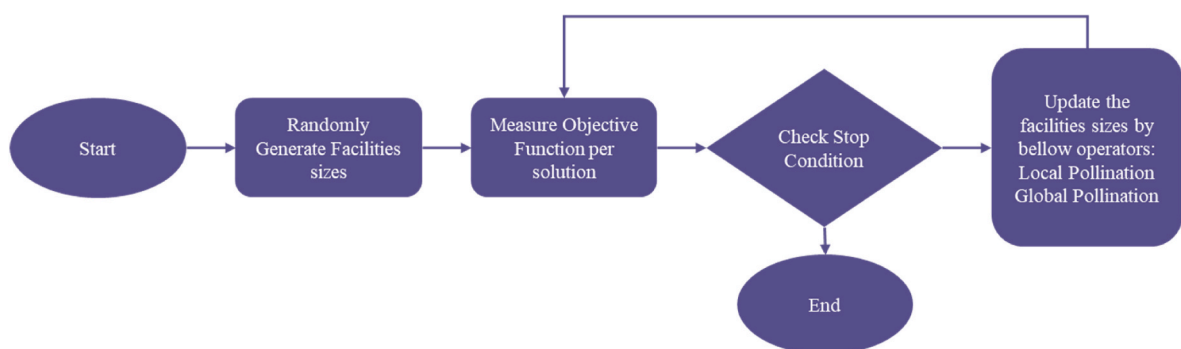 Start
Randomly
Generate Facilities
sizes
Measure Objective
Function per
solution
Check Stop
Condition
Update the
facilities sizes by
bellow operators:
Local Pollination
Global Pollination
End